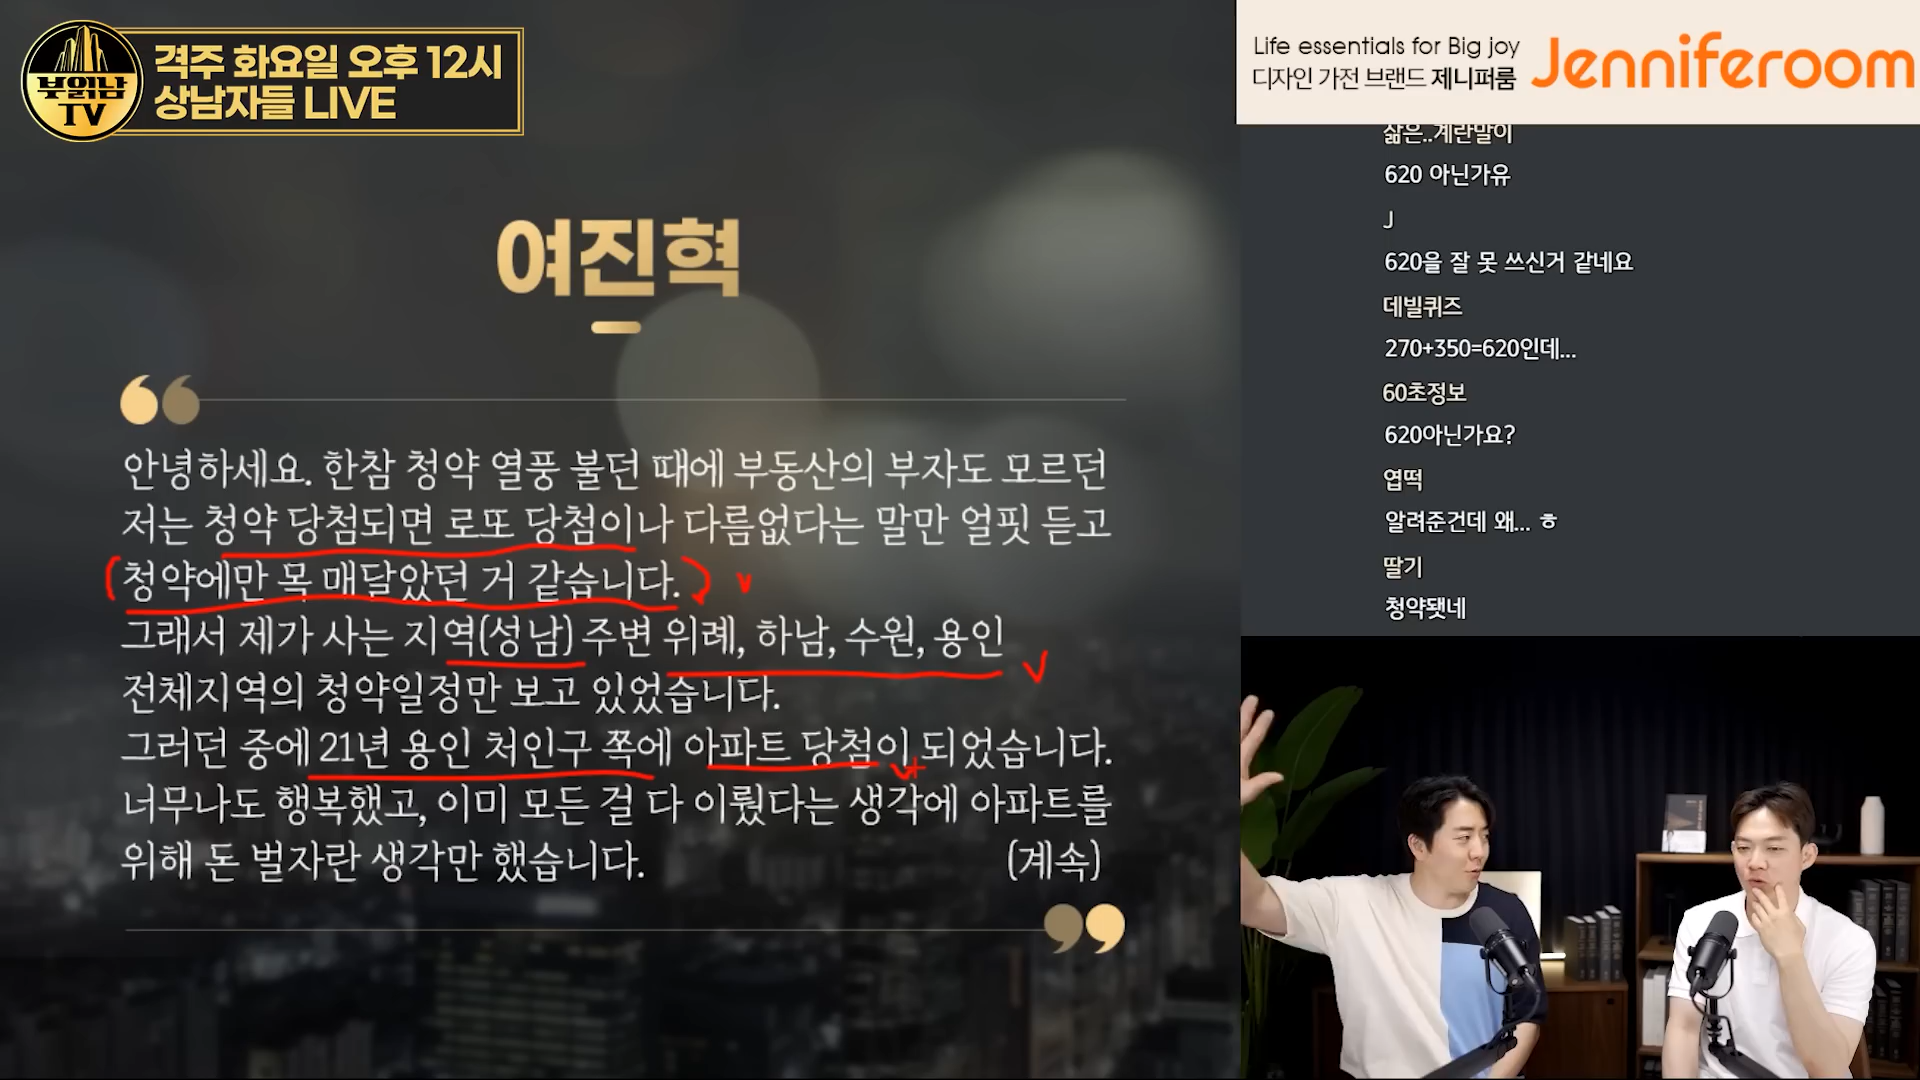 부읽남
TV
격주 화요일 오후 12시
상남자들 LIVE
Life essentials for Big joy
디자인 가전 브랜드 제니퍼룸
Jenniferoom
여진혁
안녕하세요. 한참 청약 열풍 불던 때에 부동산의 부자도 모르던
저는 청약 당첨되면 로또 당첨이나 다름없다는 말만 얼핏 듣고
청약에만 목 매달았던 거 같습니다.
그래서 제가 사는 지역(성남) 주변 위례, 하남, 수원, 용인
전체지역의 청약일정만 보고 있었습니다.
그러던 중에 21년 용인 처인구 쪽에 아파트 당첨이 되었습니다.
너무나도 행복했고, 이미 모든 걸 다 이뤘다는 생각에 아파트를
위해 돈 벌자란 생각만 했습니다.
(계속)
삶은..계란말이
620 아닌가유
J
620을 잘 못 쓰신거 같네요
데빌퀴즈
270+350=620인데...
60초정보
620아닌가요?
엽떡
알려준건데 왜... ㅎ
딸기
청약됏네